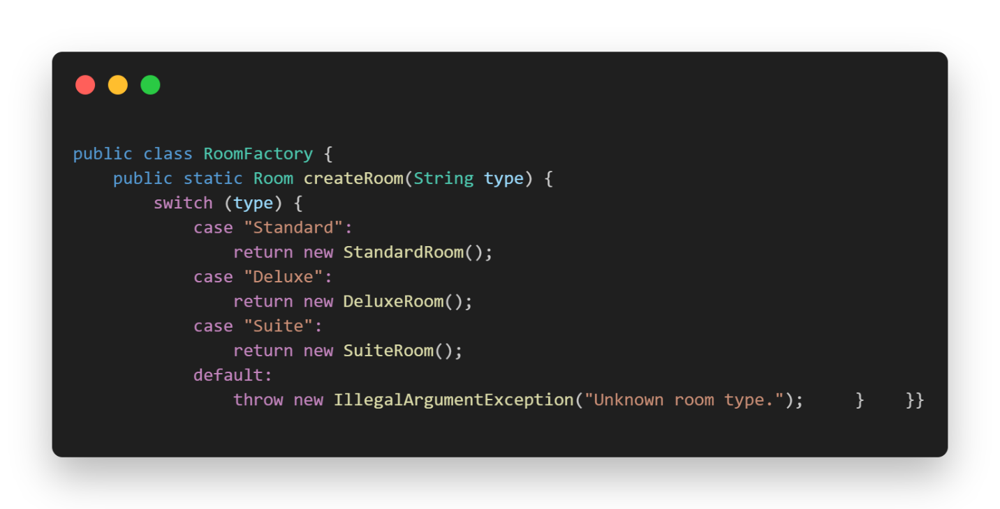 public class RoomFactory {
    public static Room createRoom(String type) {
        switch (type) {
            case "Standard":
                return new StandardRoom();
            case "Deluxe":
                return new DeluxeRoom();
            case "Suite":
                return new SuiteRoom();
            default:
                throw new IllegalArgumentException("Unknown room type.");     }    }}